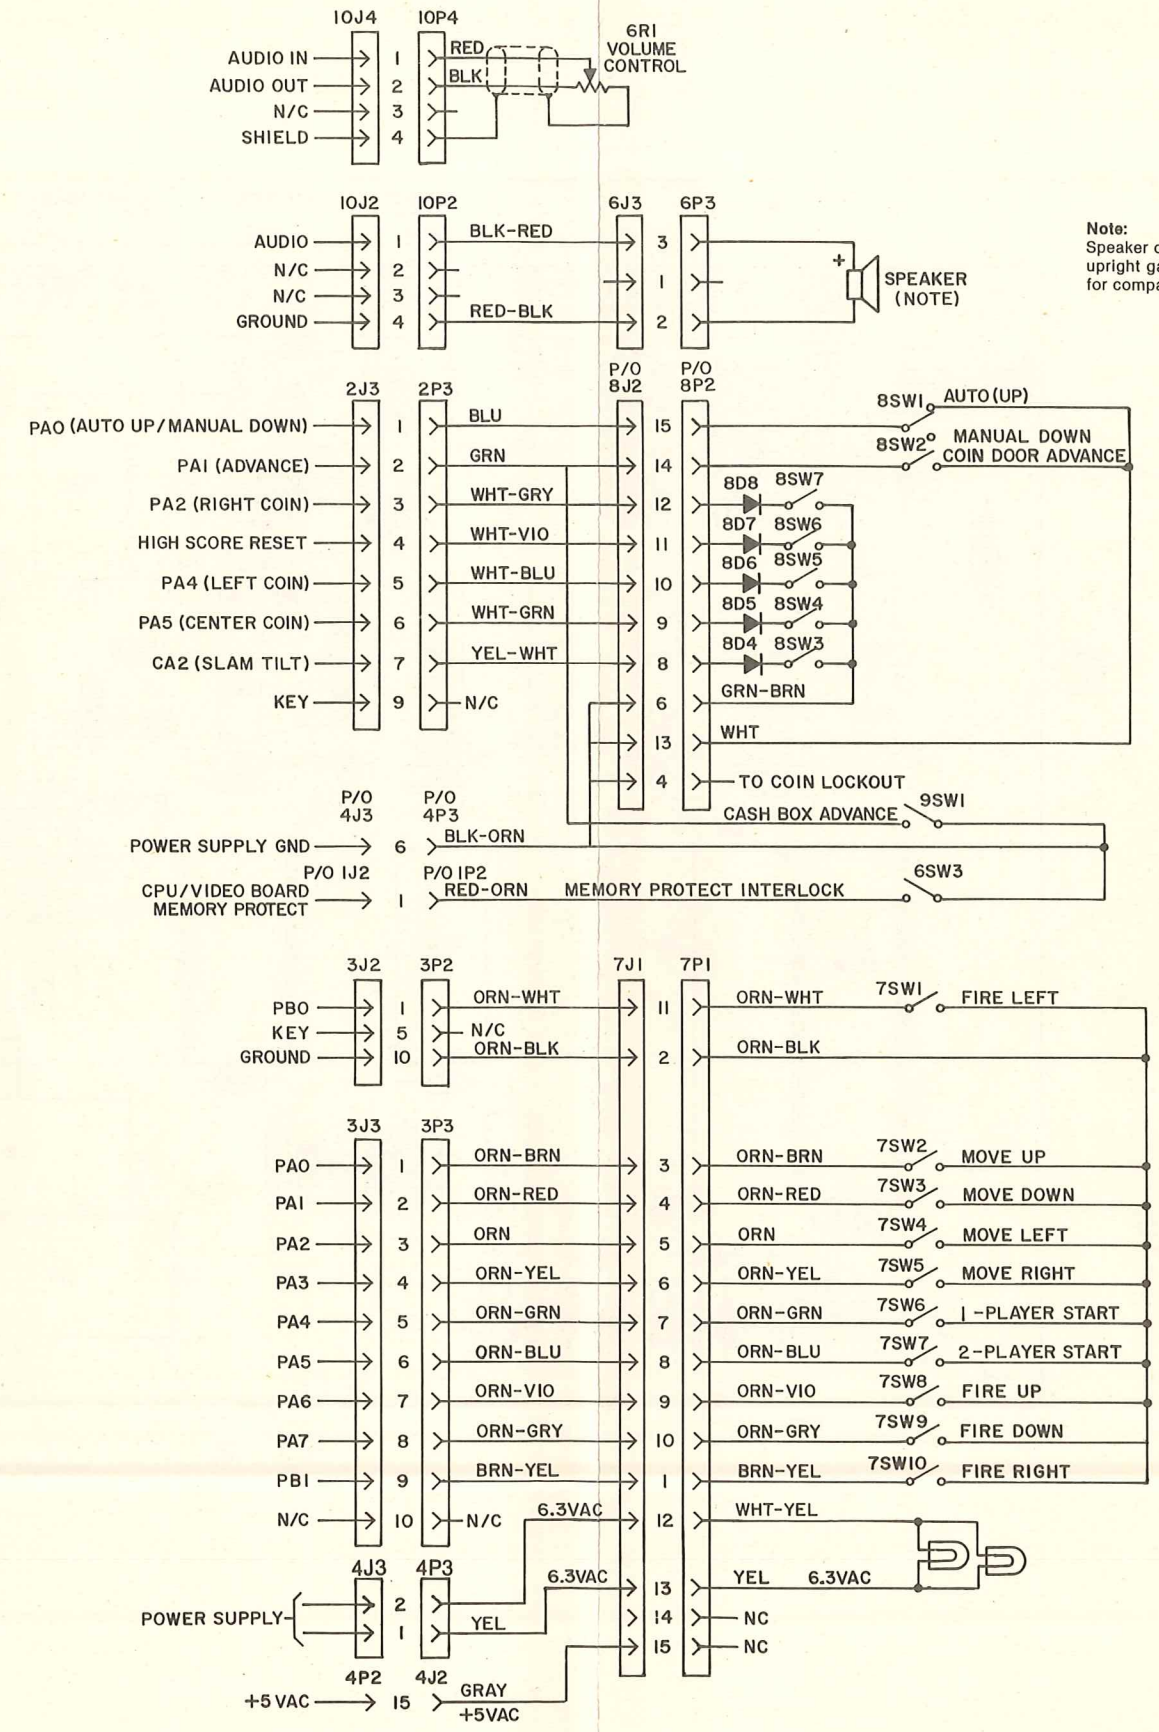 10J4 10P4
AUDIO IN 1 RED
AUDIO OUT 2 BLK
N/C 3
SHIELD 4
6R1
VOLUME
CONTROL
10J2 10P2 6J3 6P3
AUDIO 1 BLK-RED 3
N/C 2
N/C 3 1
GROUND 4 RED-BLK 2
+
SPEAKER
(NOTE)
Note:
Speaker
upright
for
P/O P/O
2J3 2P3 8J2 8P2
PA0 (AUTO UP/MANUAL DOWN) 1 BLU 15 8SW1 AUTO (UP)
MANUAL DOWN
PA1 (ADVANCE) 2 GRN 14 8SW2 COIN DOOR ADVANCE
PA2 (RIGHT COIN) 3 WHT-GRY 12 8D8 8SW7
HIGH SCORE RESET 4 WHT-VIO 11 8D7 8SW6
PA4 (LEFT COIN) 5 WHT-BLU 10 8D6 8SW5
PA5 (CENTER COIN) 6 WHT-GRN 9 8D5 8SW4
CA2 (SLAM TILT) 7 YEL-WHT 8 8D4 8SW3
KEY 9 N/C 6 GRN-BRN
13 WHT
4 TO COIN LOCKOUT
P/O P/O
4J3 4P3
CASH BOX ADVANCE 9SW1
POWER SUPPLY GND 6 BLK-ORN
P/O 1J2 P/O 1P2
CPU/VIDEO BOARD
MEMORY PROTECT 1 RED-ORN MEMORY PROTECT INTERLOCK 6SW3
3J2 3P2 7J1 7P1
PB0 1 ORN-WHT 11 ORN-WHT 7SW1 FIRE LEFT
KEY 5 N/C
GROUND 10 ORN-BLK 2 ORN-BLK
3J3 3P3
PA0 1 ORN-BRN 3 ORN-BRN 7SW2 MOVE UP
PA1 2 ORN-RED 4 ORN-RED 7SW3 MOVE DOWN
PA2 3 ORN 5 ORN 7SW4 MOVE LEFT
PA3 4 ORN-YEL 6 ORN-YEL 7SW5 MOVE RIGHT
PA4 5 ORN-GRN 7 ORN-GRN 7SW6 1-PLAYER START
PA5 6 ORN-BLU 8 ORN-BLU 7SW7 2-PLAYER START
PA6 7 ORN-VIO 9 ORN-VIO 7SW8 FIRE UP
PA7 8 ORN-GRY 10 ORN-GRY 7SW9 FIRE DOWN
PB1 9 BRN-YEL 1 BRN-YEL 7SW10 FIRE RIGHT
N/C 10 N/C 6.3VAC 12 WHT-YEL
4J3 4P3
6.3VAC 13 YEL 6.3VAC
POWER SUPPLY 2 14 NC
1 YEL 15 NC
4P2 4J2
+5 VAC 15 GRAY
+5VAC